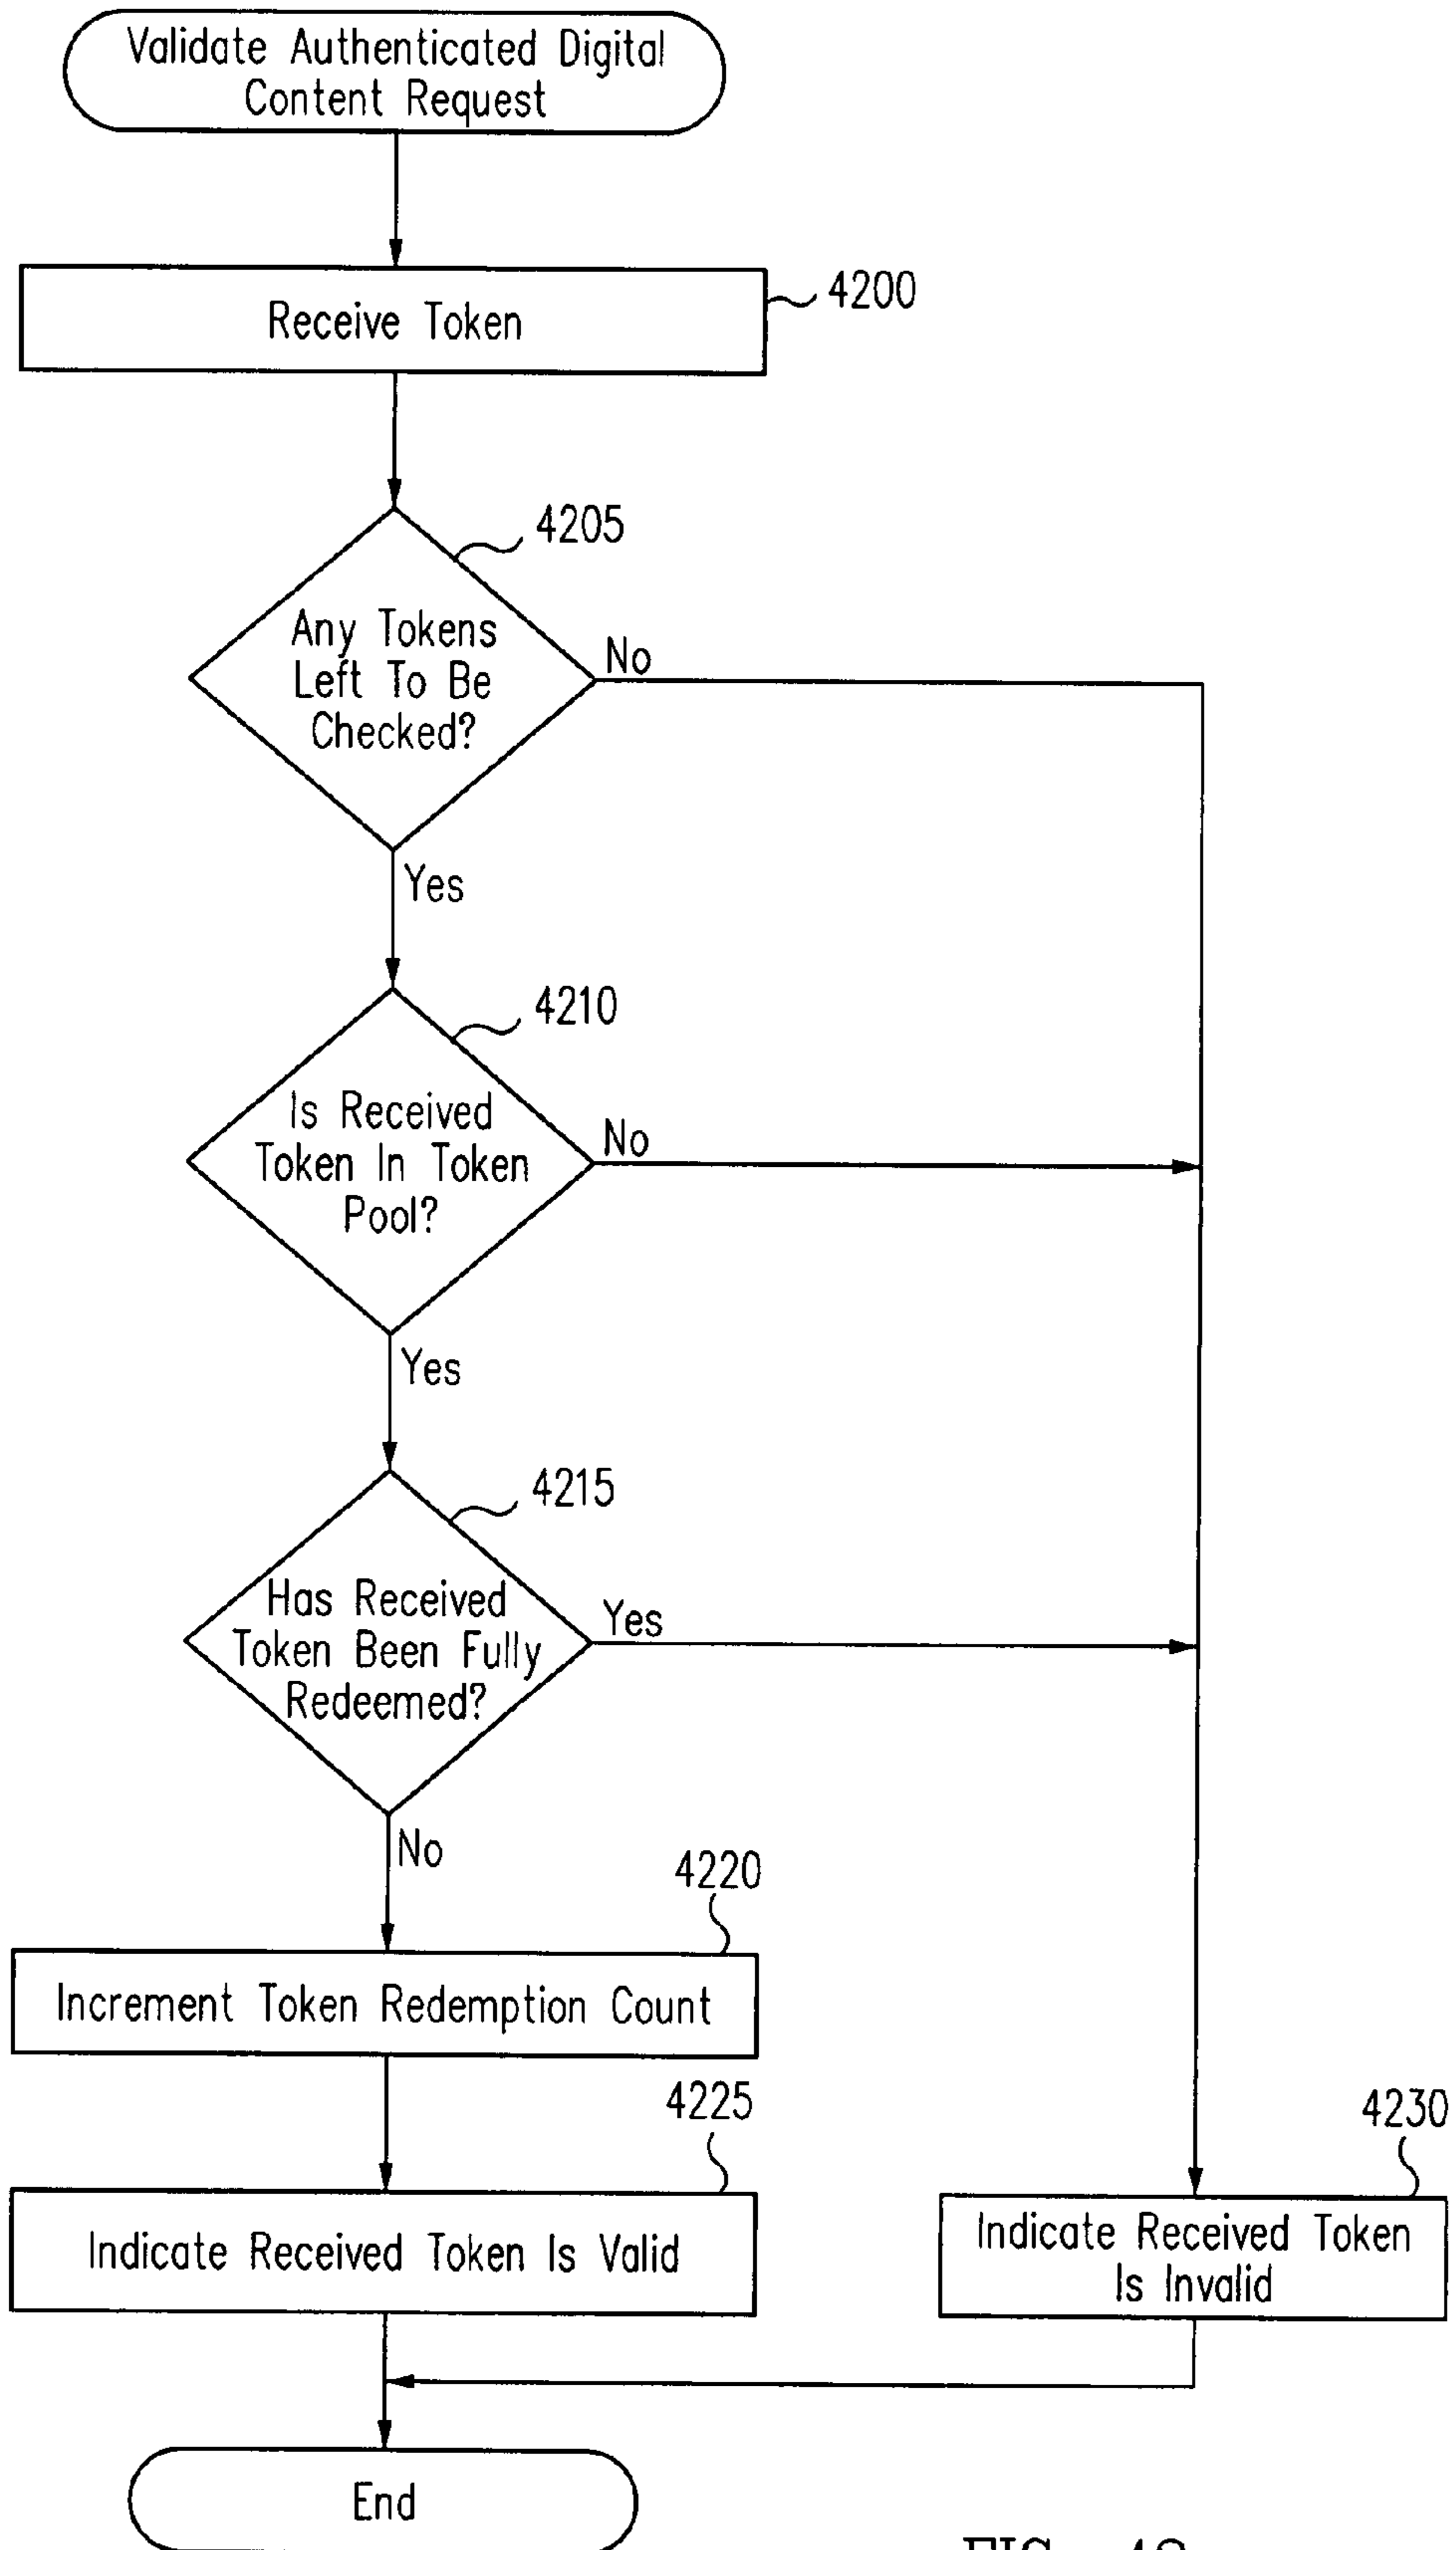 Validate Authenticated Digital
Content Request
Receive Token
4200
4205
Any Tokens
Left To Be
Checked?
No
Yes
4210
Is Received
Token In Token
Pool?
No
Yes
4215
Has Received
Token Been Fully
Redeemed?
Yes
No
4220
Increment Token Redemption Count
4225
Indicate Received Token Is Valid
4230
Indicate Received Token
Is Invalid
End